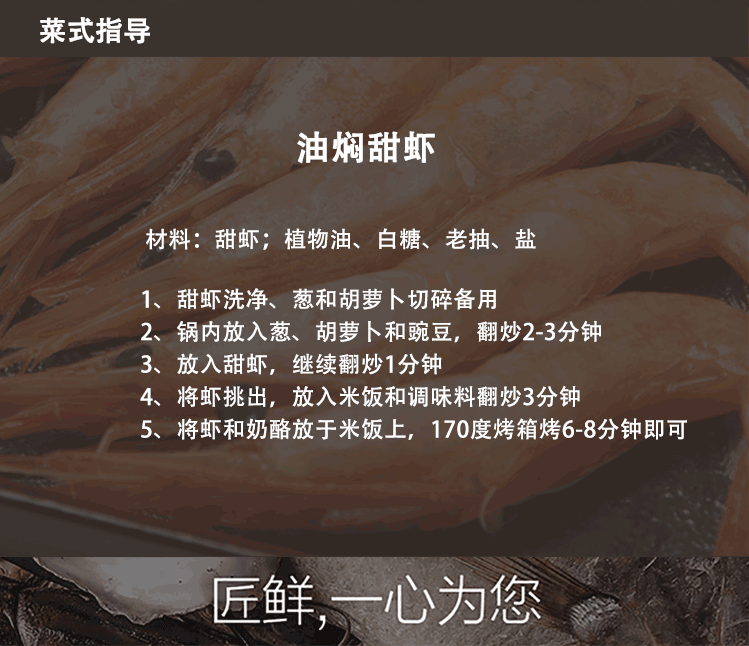 菜式指导
油焖甜虾
材料：甜虾；植物油、白糖、老抽、盐
1、甜虾洗净、葱和胡萝卜切碎备用
2、锅内放入葱、胡萝卜和豌豆，翻炒2-3分钟
3、放入甜虾，继续翻炒1分钟
4、将虾挑出，放入米饭和调味料翻炒3分钟
5、将虾和奶酪放于米饭上，170度烤箱烤6-8分钟即可
匠鲜,一心为您